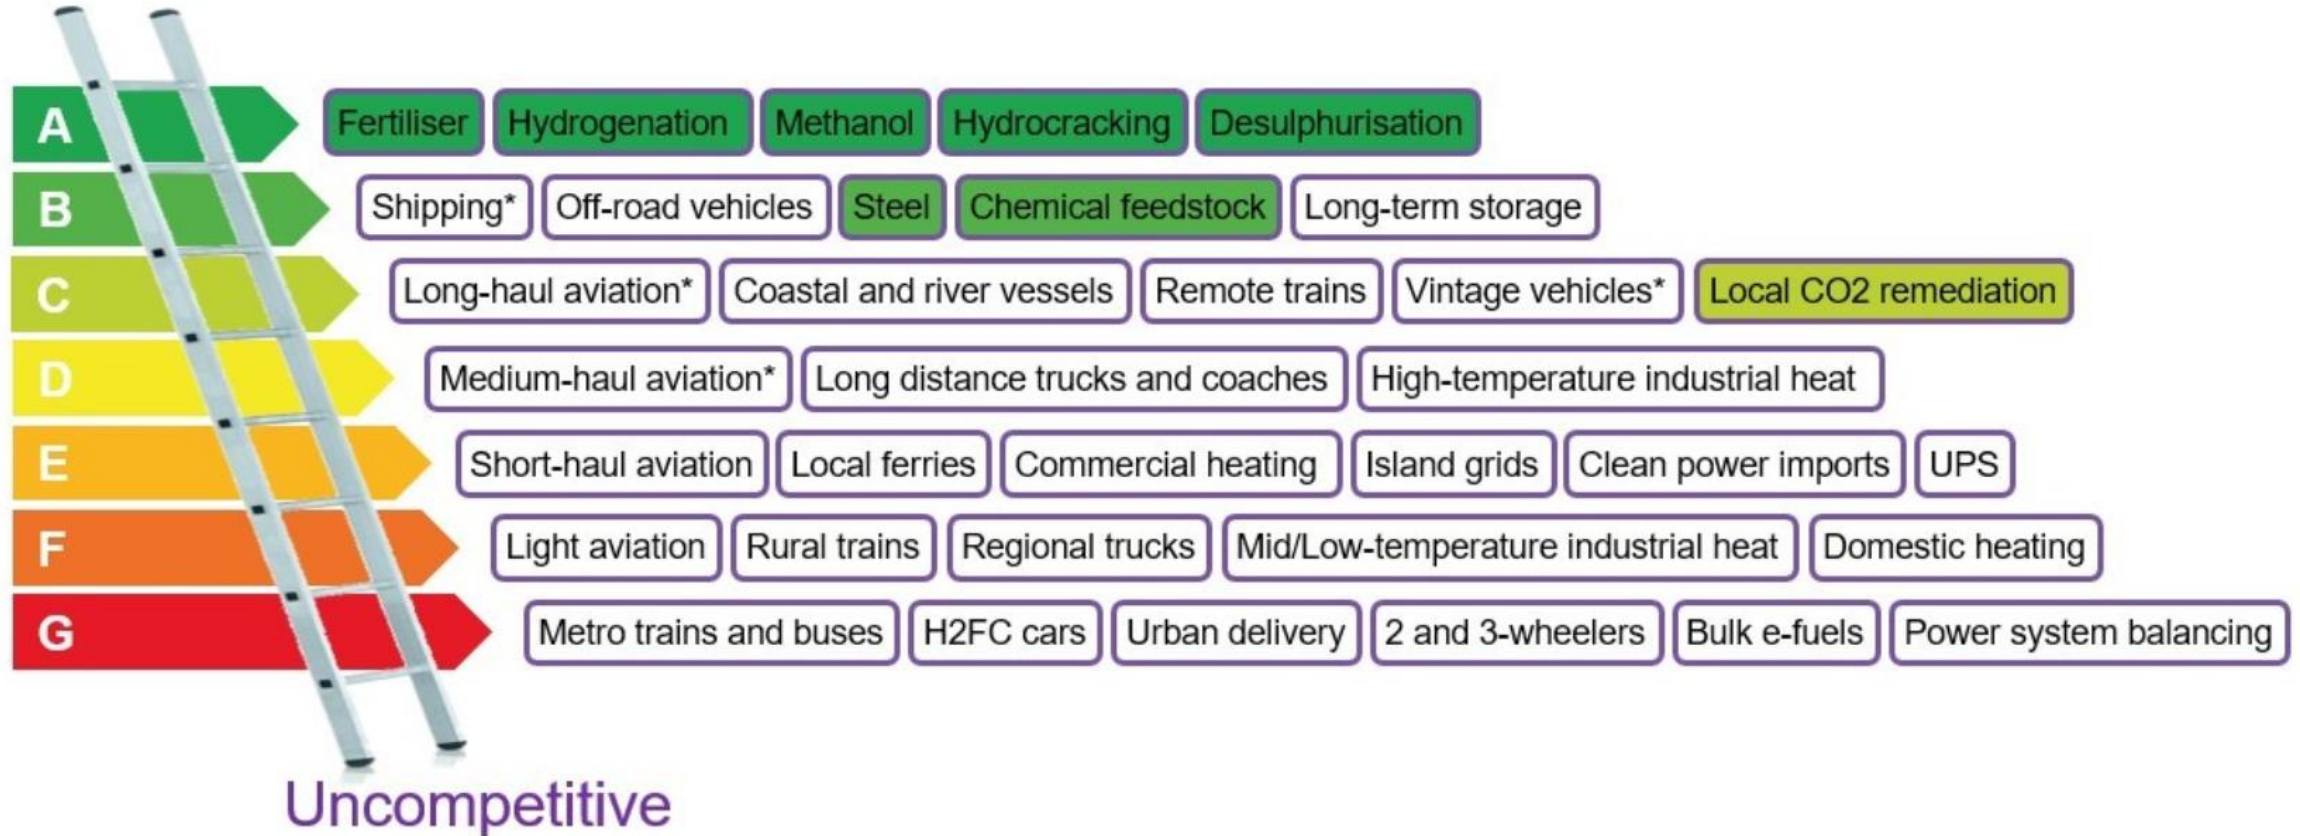 A Fertiliser Hydrogenation Methanol Hydrocracking Desulphurisation
B Shipping* Off-road vehicles Steel Chemical feedstock Long-term storage
C Long-haul aviation* Coastal and river vessels Remote trains Vintage vehicles* Local CO2 remediation
D Medium-haul aviation* Long distance trucks and coaches High-temperature industrial heat
E Short-haul aviation Local ferries Commercial heating Island grids Clean power imports UPS
F Light aviation Rural trains Regional trucks Mid/Low-temperature industrial heat Domestic heating
G Metro trains and buses H2FC cars Urban delivery 2 and 3-wheelers Bulk e-fuels Power system balancing
Uncompetitive